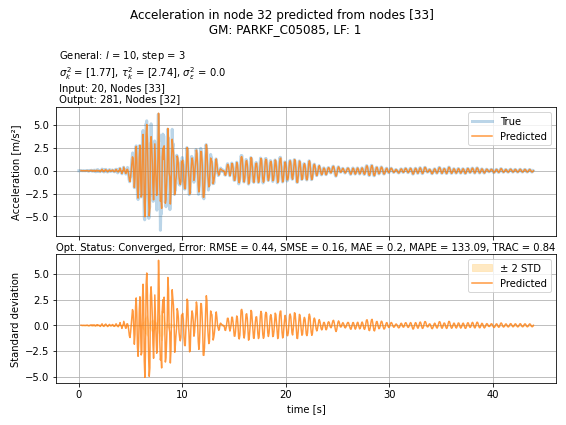 Acceleration in node 32 predicted from nodes [33]
GM: PARKF_C05085, LF: 1
General: l = 10, step = 3
σ²ₖ = [1.77], τ²ₖ = [2.74], σ²ε = 0.0
Input: 20, Nodes [33]
Output: 281, Nodes [32]
Acceleration [m/s²]
5.0
2.5
0.0
−2.5
−5.0
True
Predicted
Opt. Status: Converged, Error: RMSE = 0.44, SMSE = 0.16, MAE = 0.2, MAPE = 133.09, TRAC = 0.84
Standard deviation
5.0
2.5
0.0
−2.5
−5.0
± 2 STD
Predicted
0 10 20 30 40
time [s]